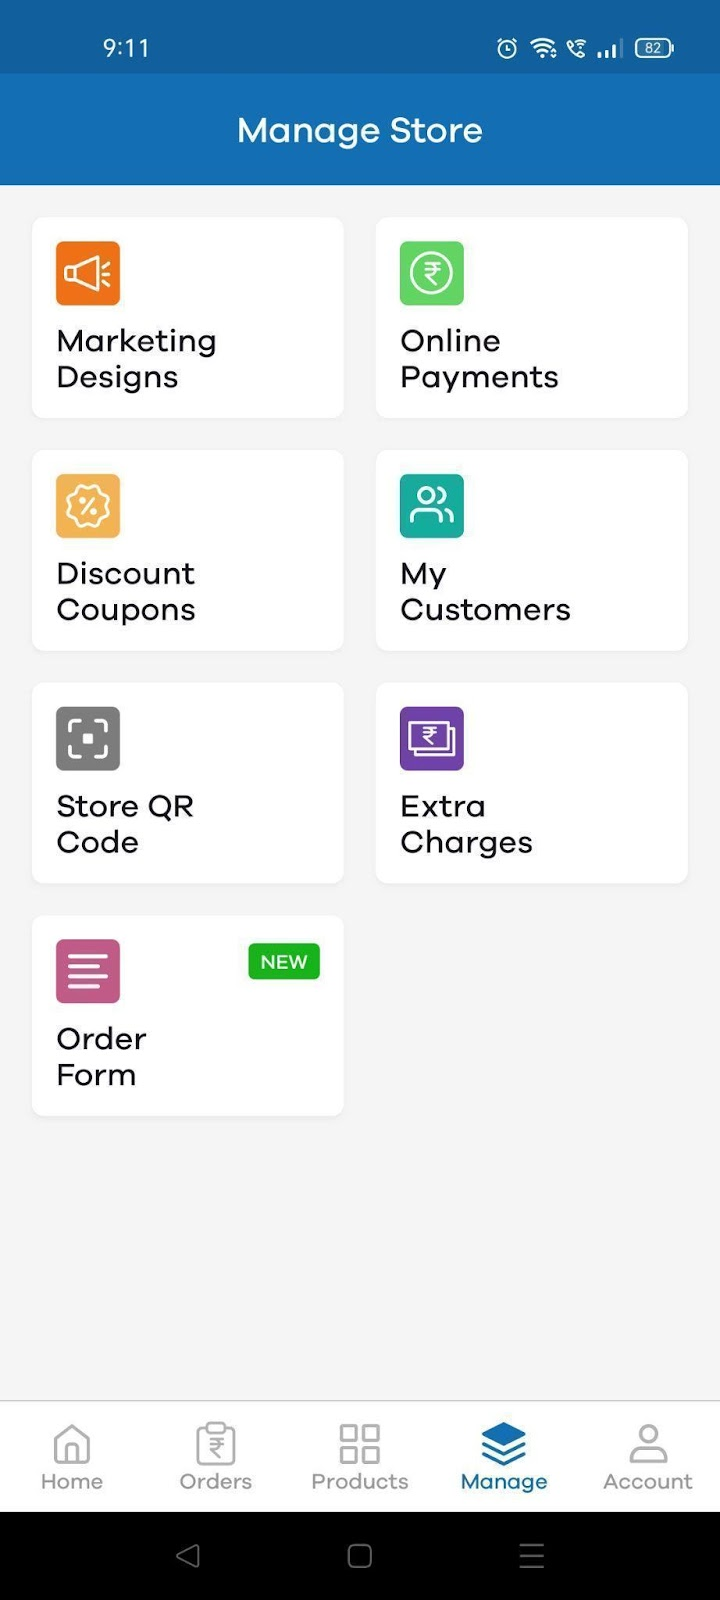 9:11
82
Manage Store
Marketing
Designs
Online
Payments
Discount
Coupons
My
Customers
Store QR
Code
Extra
Charges
NEW
Order
Form
Home
Orders
Products
Manage
Account